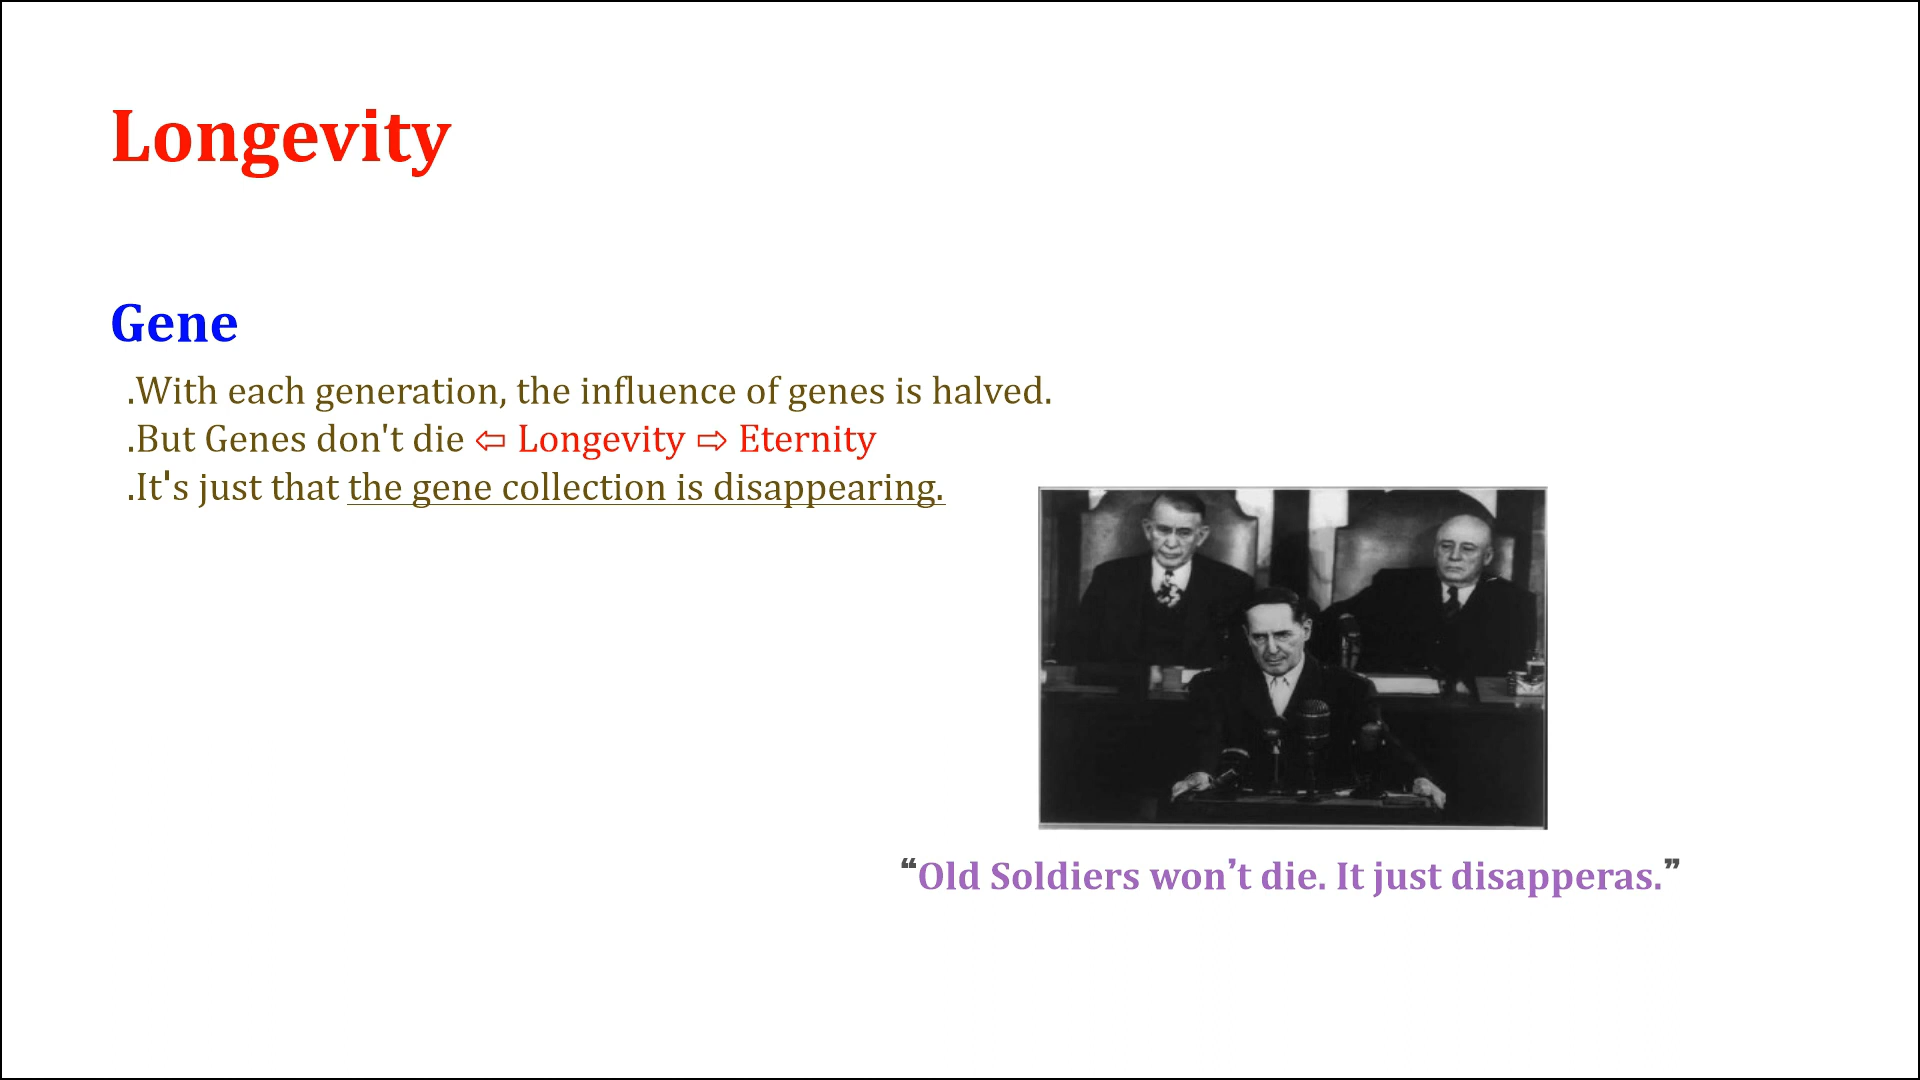 Longevity
Gene
.With each generation, the influence of genes is halved.
.But Genes don't die ⇦ Longevity ⇨ Eternity
.It's just that the gene collection is disappearing.
“Old Soldiers won’t die. It just disapperas.”